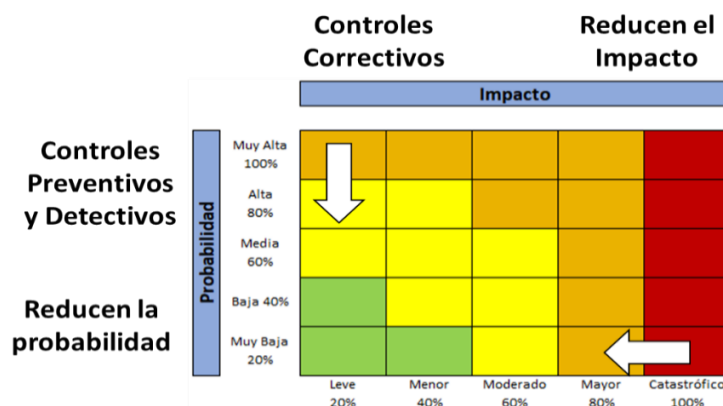 Controles
Correctivos
Reducen el
Impacto
Impacto
Controles
Preventivos
y Detectivos
Reducen la
probabilidad
Probabilidad
Muy Alta
100%
Alta
80%
Media
60%
Baja 40%
Muy Baja
20%
Leve
20%
Menor
40%
Moderado
60%
Mayor
80%
Catastrófico
100%